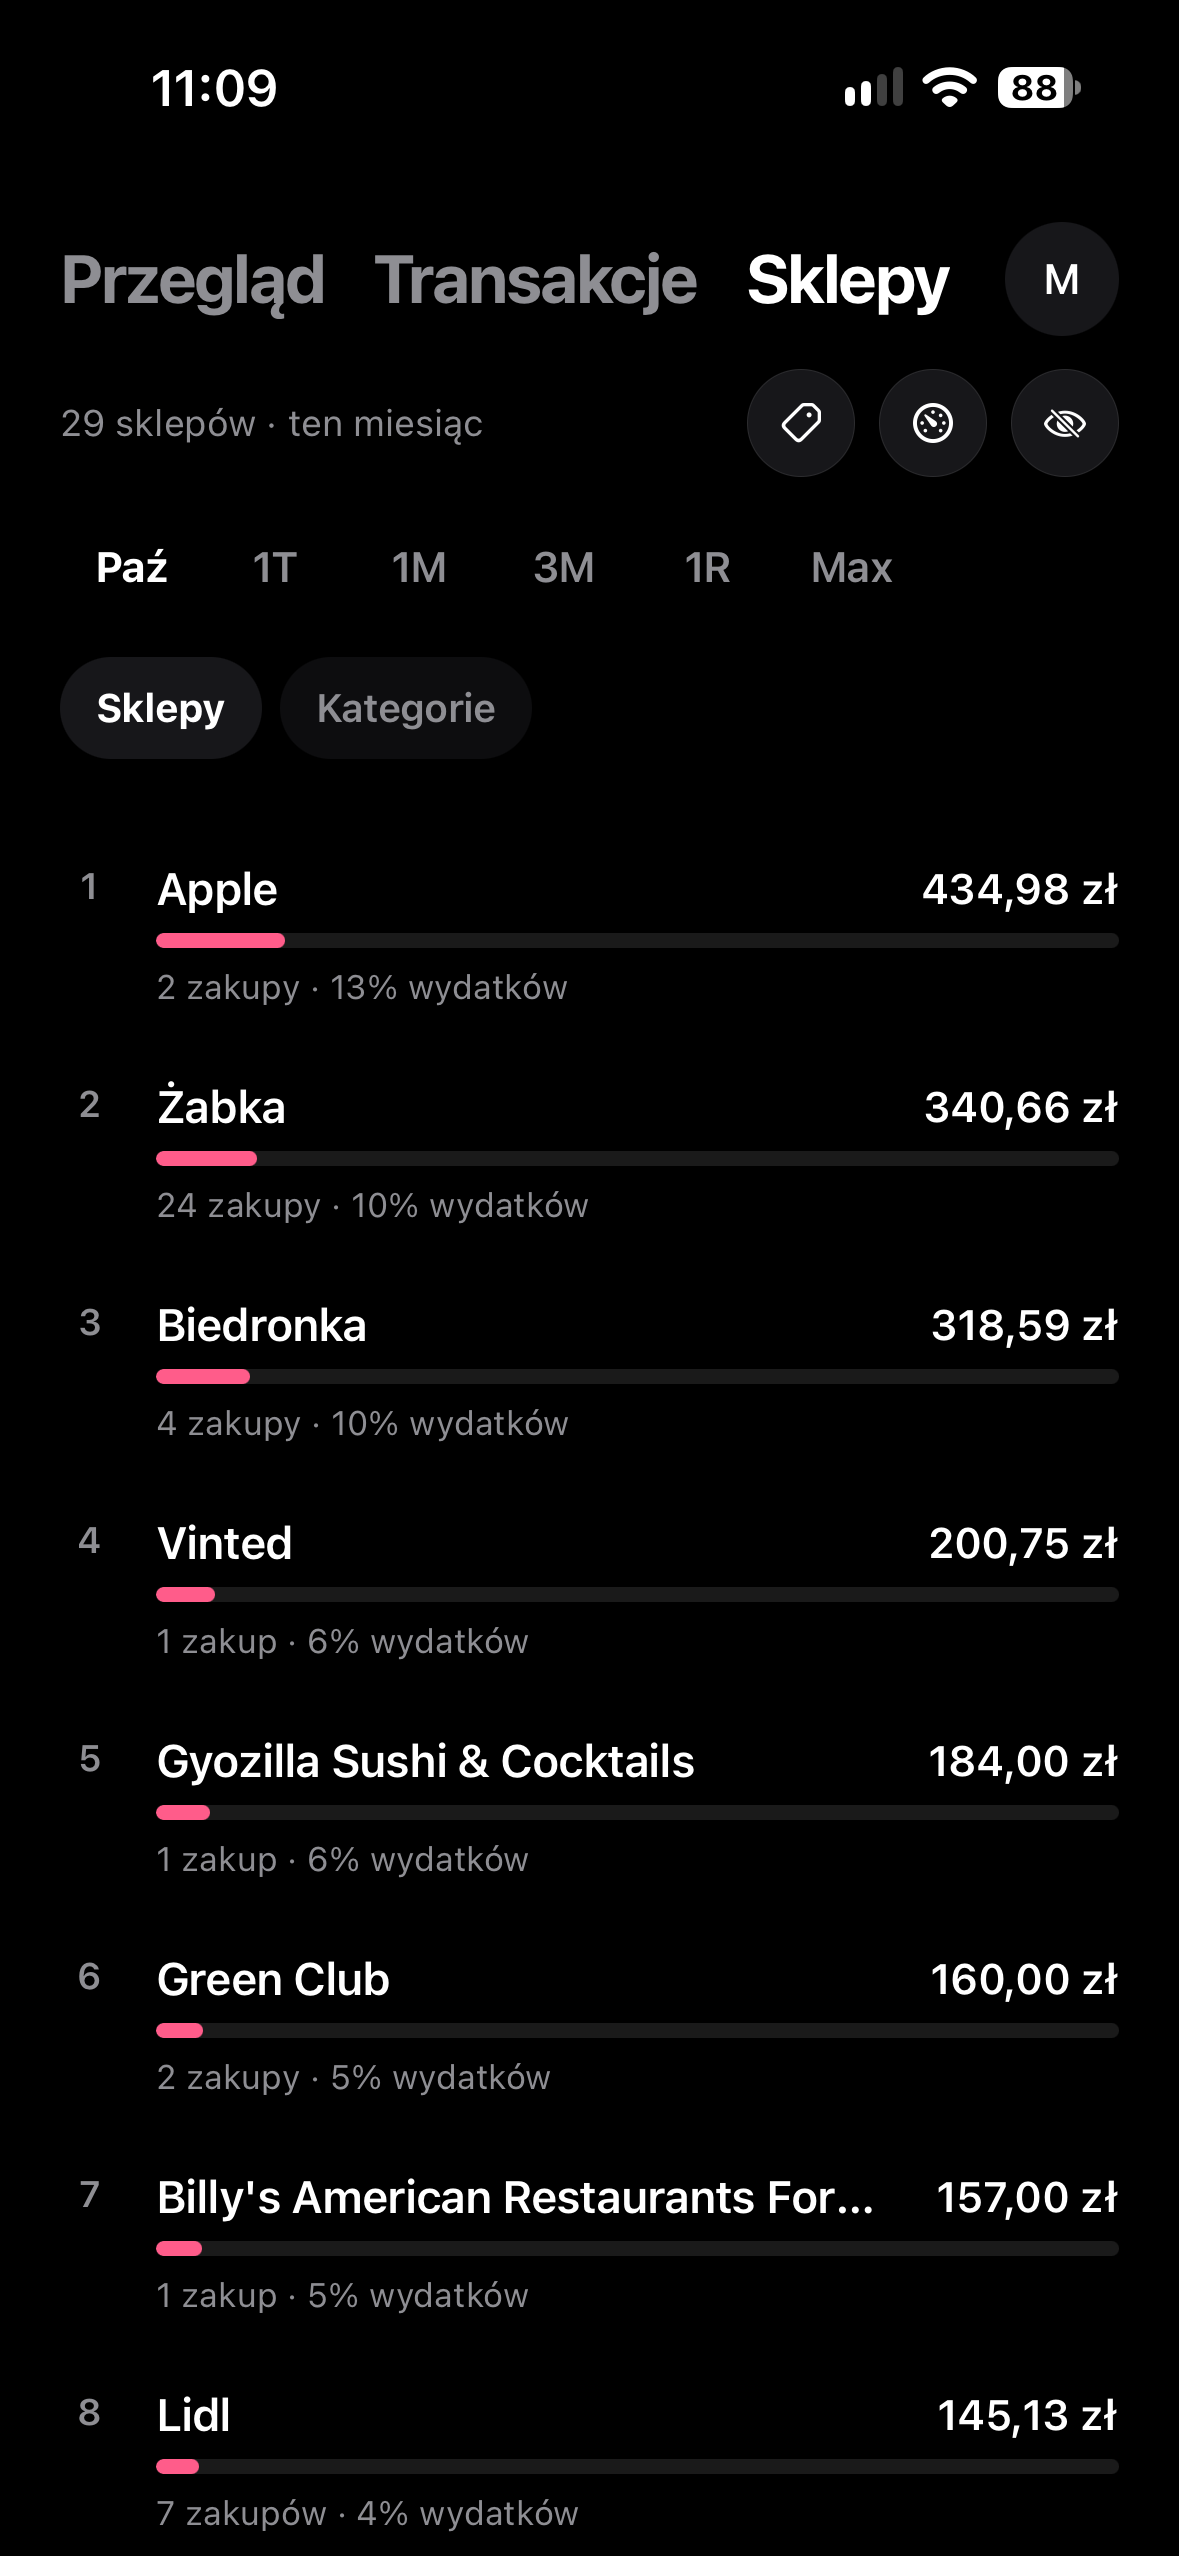 11:09
88
Przegląd Transakcje Sklepy M
29 sklepów · ten miesiąc
Paź 1T 1M 3M 1R Max
Sklepy Kategorie
1 Apple 434,98 zł
2 zakupy · 13% wydatków
2 Żabka 340,66 zł
24 zakupy · 10% wydatków
3 Biedronka 318,59 zł
4 zakupy · 10% wydatków
4 Vinted 200,75 zł
1 zakup · 6% wydatków
5 Gyozilla Sushi & Cocktails 184,00 zł
1 zakup · 6% wydatków
6 Green Club 160,00 zł
2 zakupy · 5% wydatków
7 Billy's American Restaurants For... 157,00 zł
1 zakup · 5% wydatków
8 Lidl 145,13 zł
7 zakupów · 4% wydatków